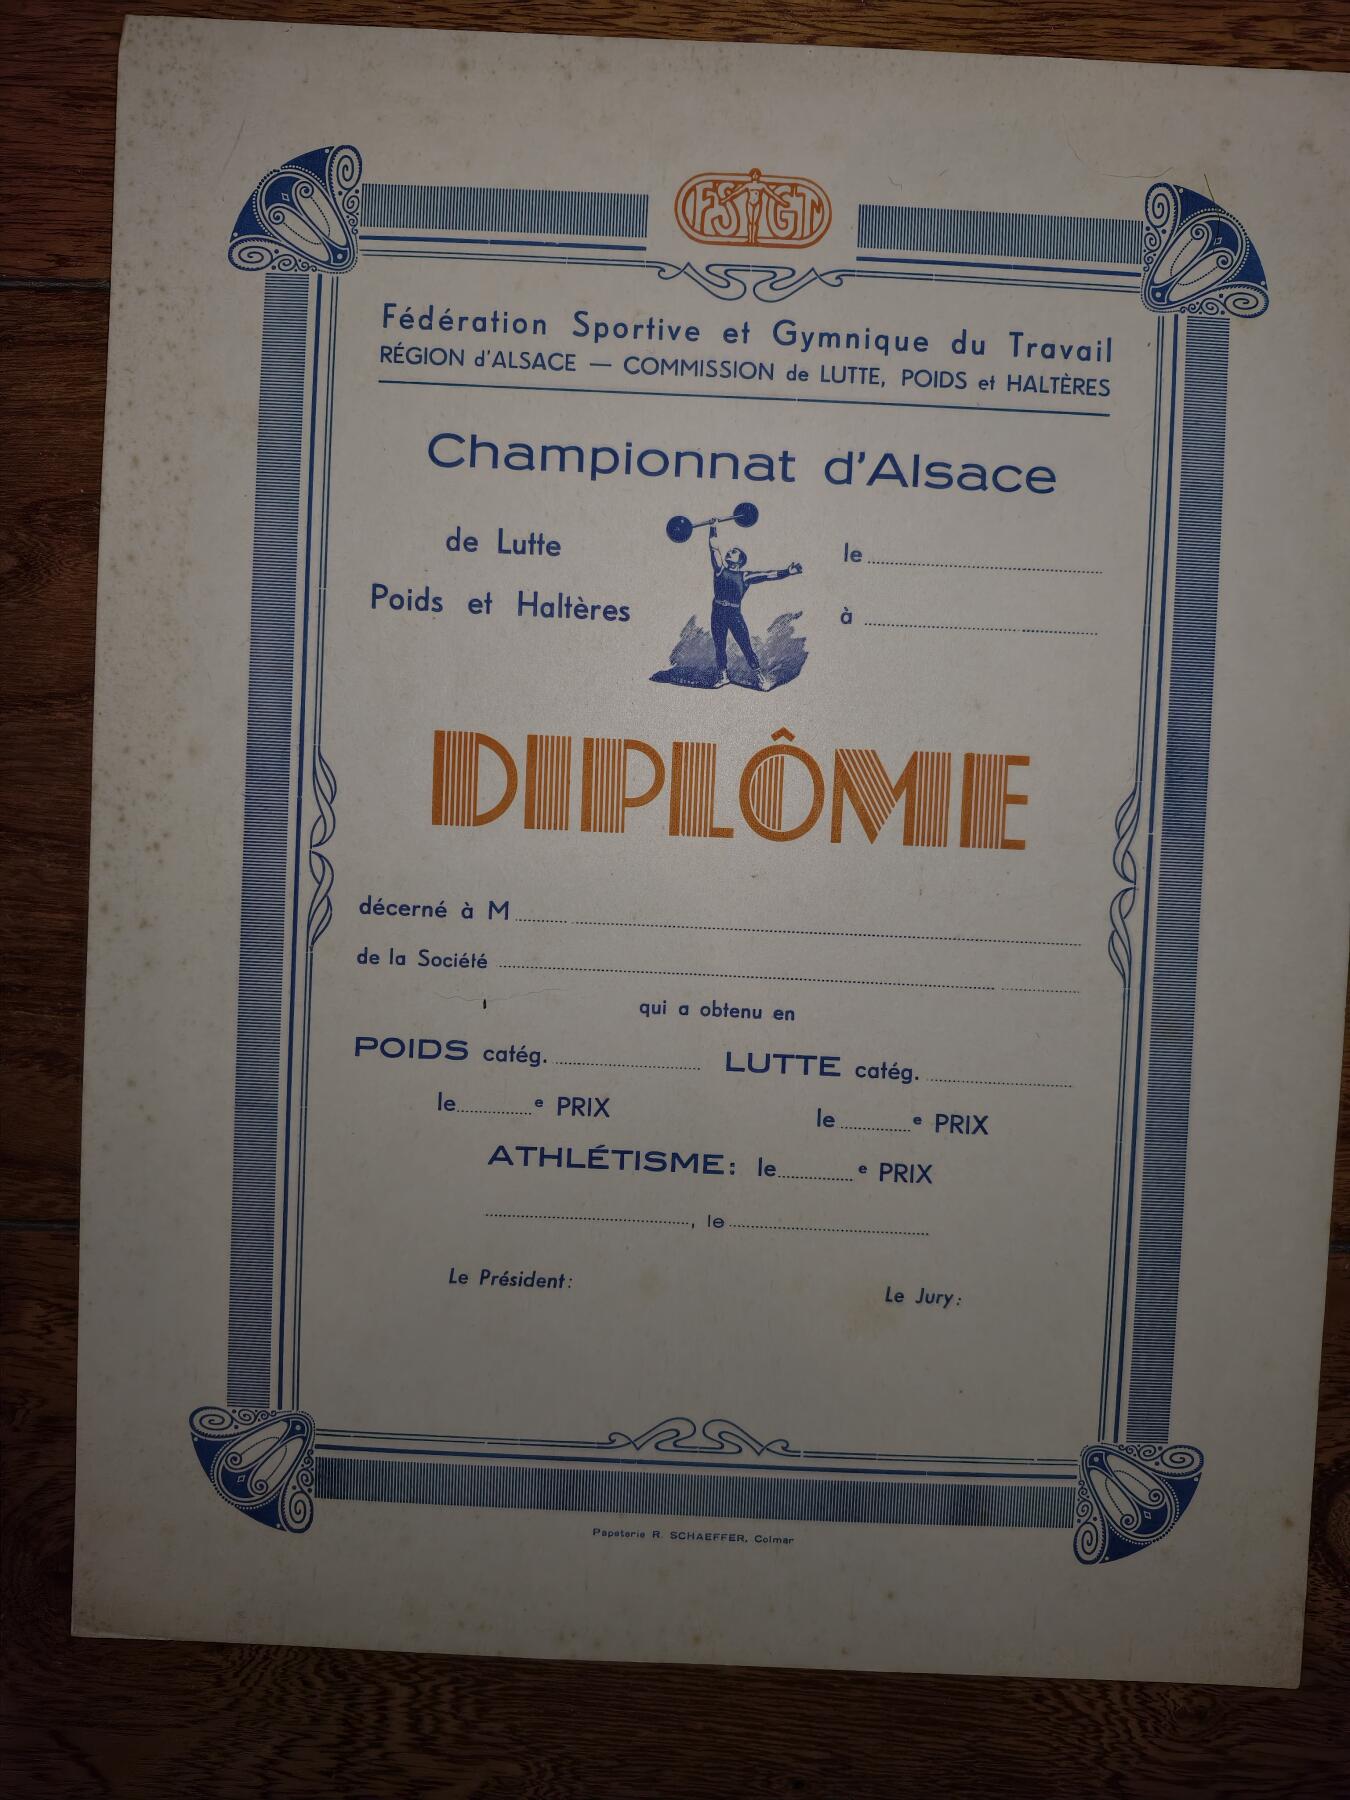 FSGT
Fédération Sportive et Gymnique du Travail
RÉGION d'ALSACE — COMMISSION de LUTTE, POIDS et HALTÈRES
Championnat d'Alsace
de Lutte
le
Poids et Haltères
à
DIPLÔME
décerné à M
de la Société
qui a obtenu en
POIDS catég. LUTTE catég.
le e PRIX le e PRIX
ATHLÉTISME: le e PRIX
, le
Le Président:
Le Jury:
Papeterie R. SCHAEFFER, Colmar